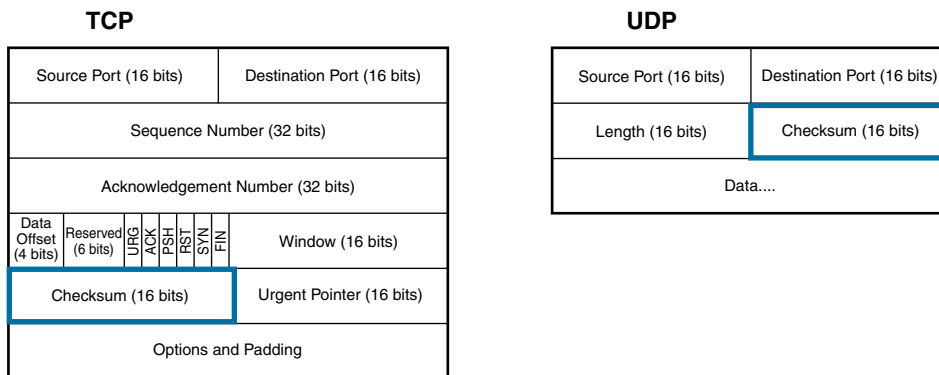 TCP
Source Port (16 bits)
Destination Port (16 bits)
Sequence Number (32 bits)
Acknowledgement Number (32 bits)
Data
Offset
(4 bits)
Reserved
(6 bits)
URG
ACK
PSH
RST
SYN
FIN
Window (16 bits)
Checksum (16 bits)
Urgent Pointer (16 bits)
Options and Padding
UDP
Source Port (16 bits)
Destination Port (16 bits)
Length (16 bits)
Checksum (16 bits)
Data....